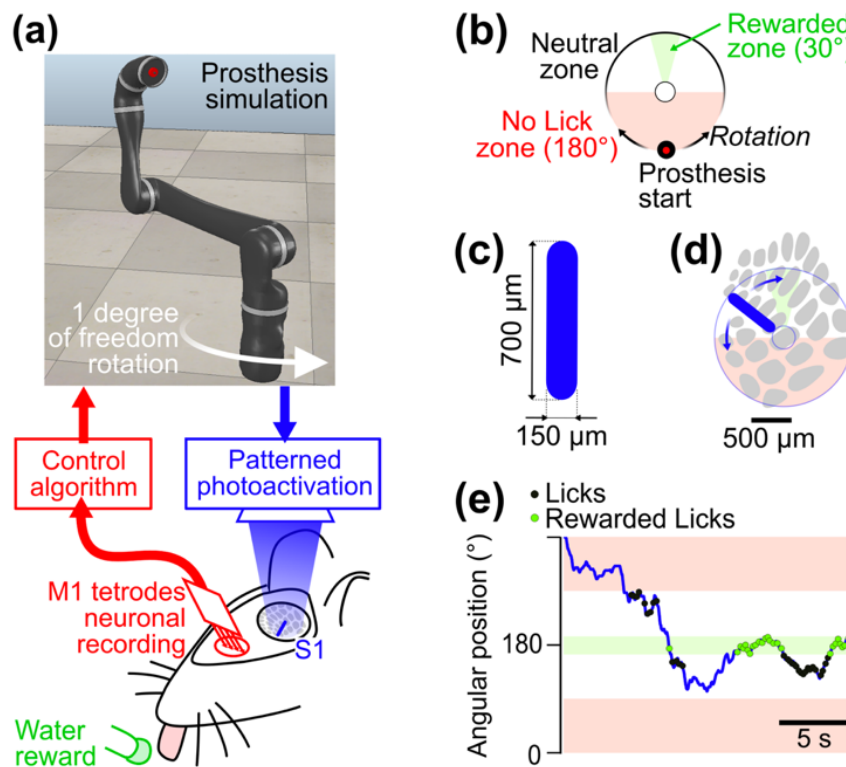 (a)
Prosthesis
simulation
1 degree
of freedom
rotation
Control
algorithm
Patterned
photoactivation
M1 tetrodes
neuronal
recording
S1
Water
reward
(b)
Neutral
zone
Rewarded
zone (30°)
No Lick
zone (180°)
Rotation
Prosthesis
start
(c)
700 µm
150 µm
(d)
500 µm
(e)
Licks
Rewarded Licks
Angular position (°)
180
0
5 s